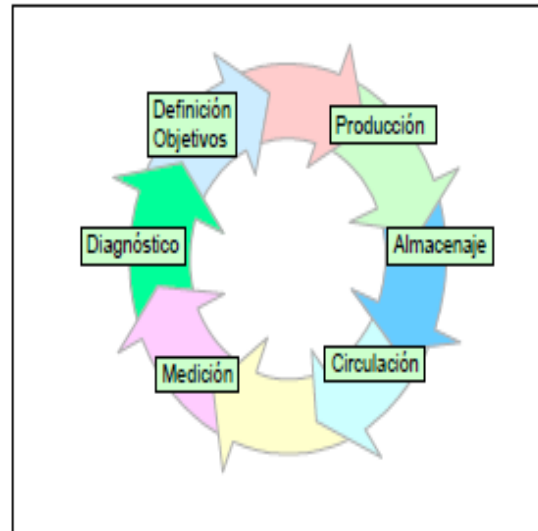 Definición
Objetivos
Producción
Diagnóstico
Almacenaje
Medición
Circulación